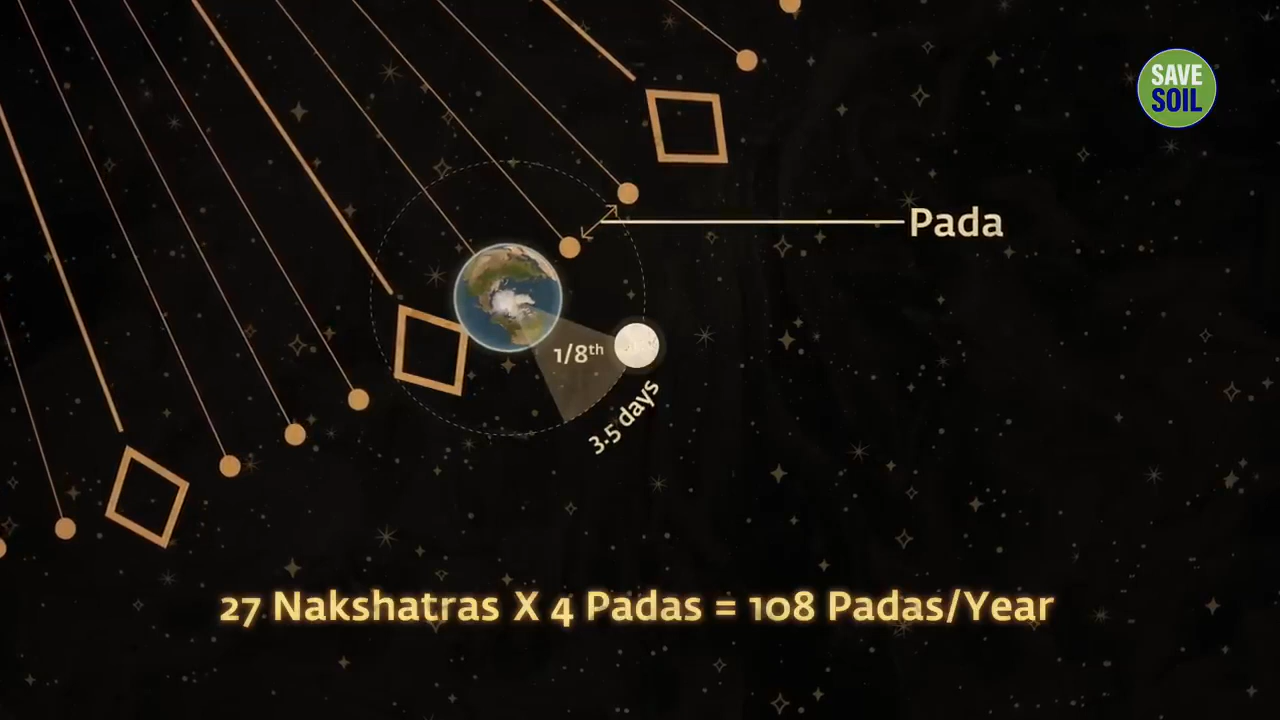 SAVE
SOIL
Pada
1/8th
3.5 days
27 Nakshatras X 4 Padas = 108 Padas/Year